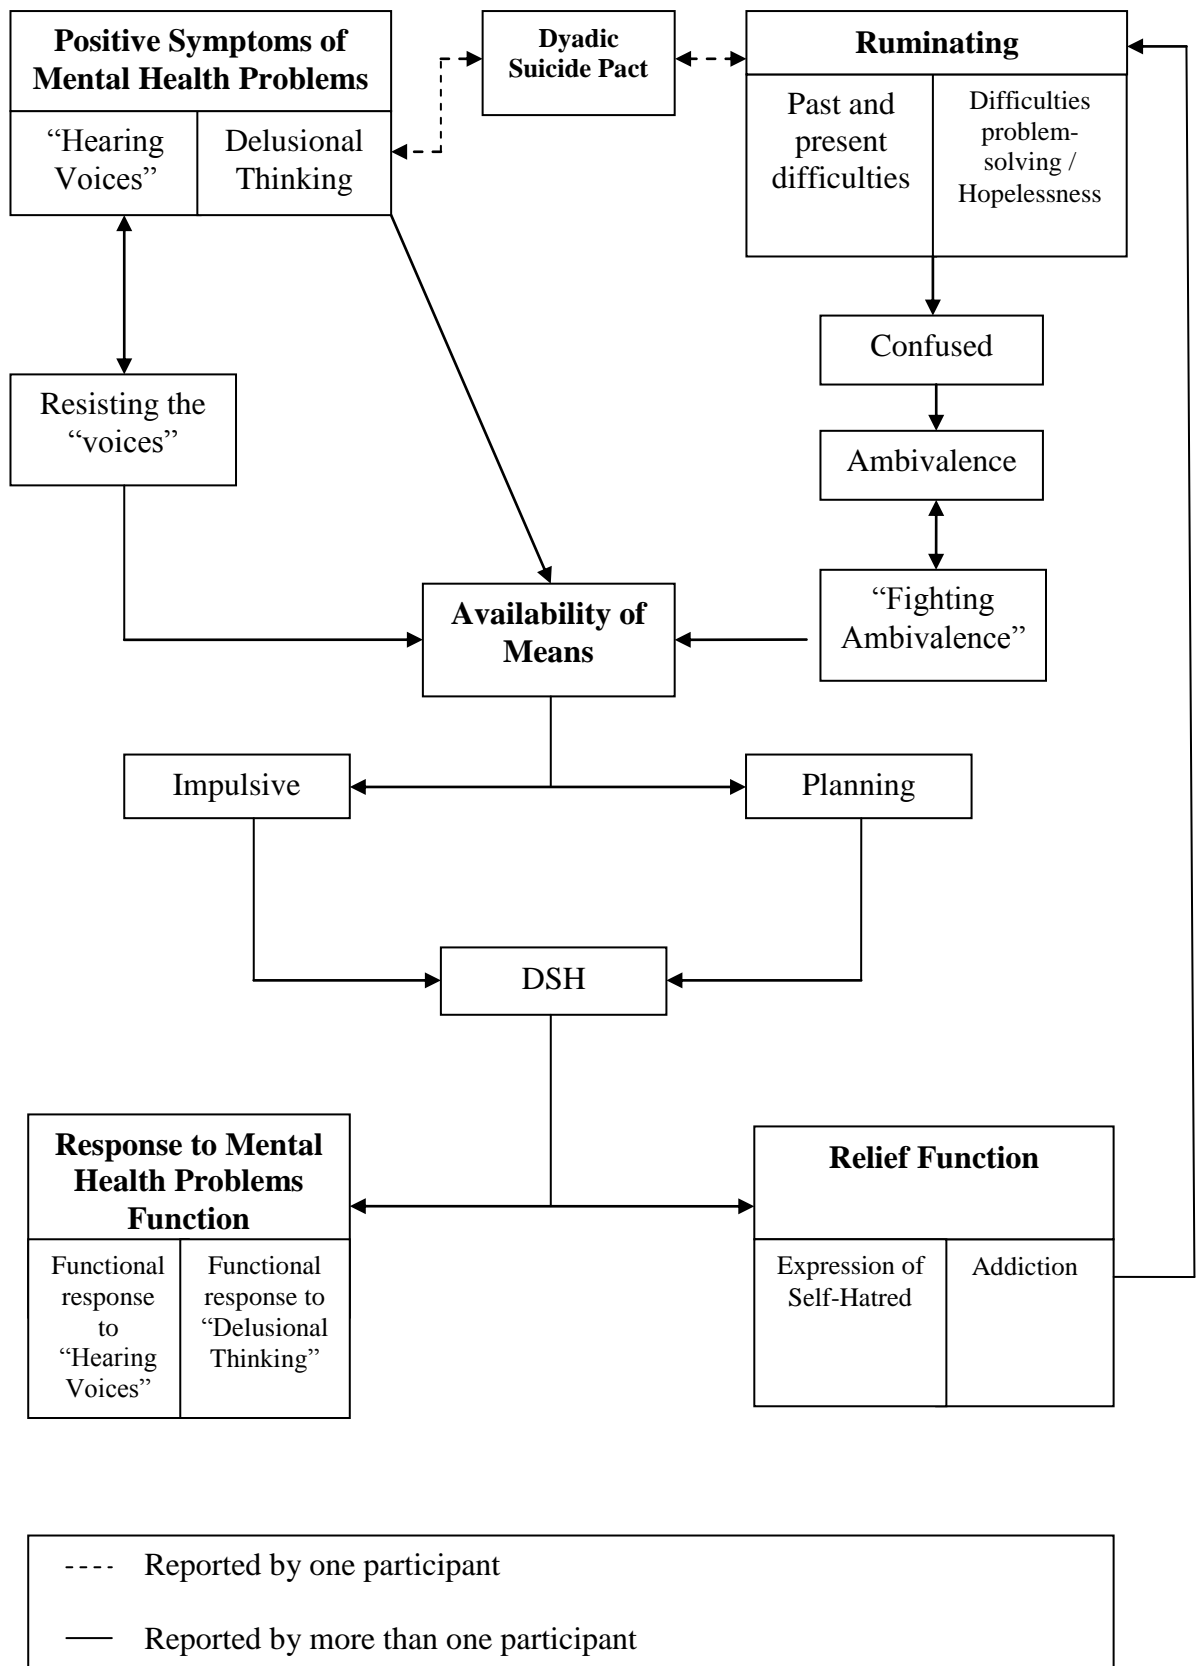 Positive Symptoms of
Mental Health Problems
“Hearing
Voices”
Delusional
Thinking
Dyadic
Suicide Pact
Ruminating
Past and
present
difficulties
Difficulties
problem-
solving /
Hopelessness
Confused
Resisting the
“voices”
Ambivalence
“Fighting
Ambivalence”
Availability of
Means
Impulsive
Planning
DSH
Response to Mental
Health Problems
Function
Functional
response
to
“Hearing
Voices”
Functional
response to
“Delusional
Thinking”
Relief Function
Expression of
Self-Hatred
Addiction
Reported by one participant
Reported by more than one participant